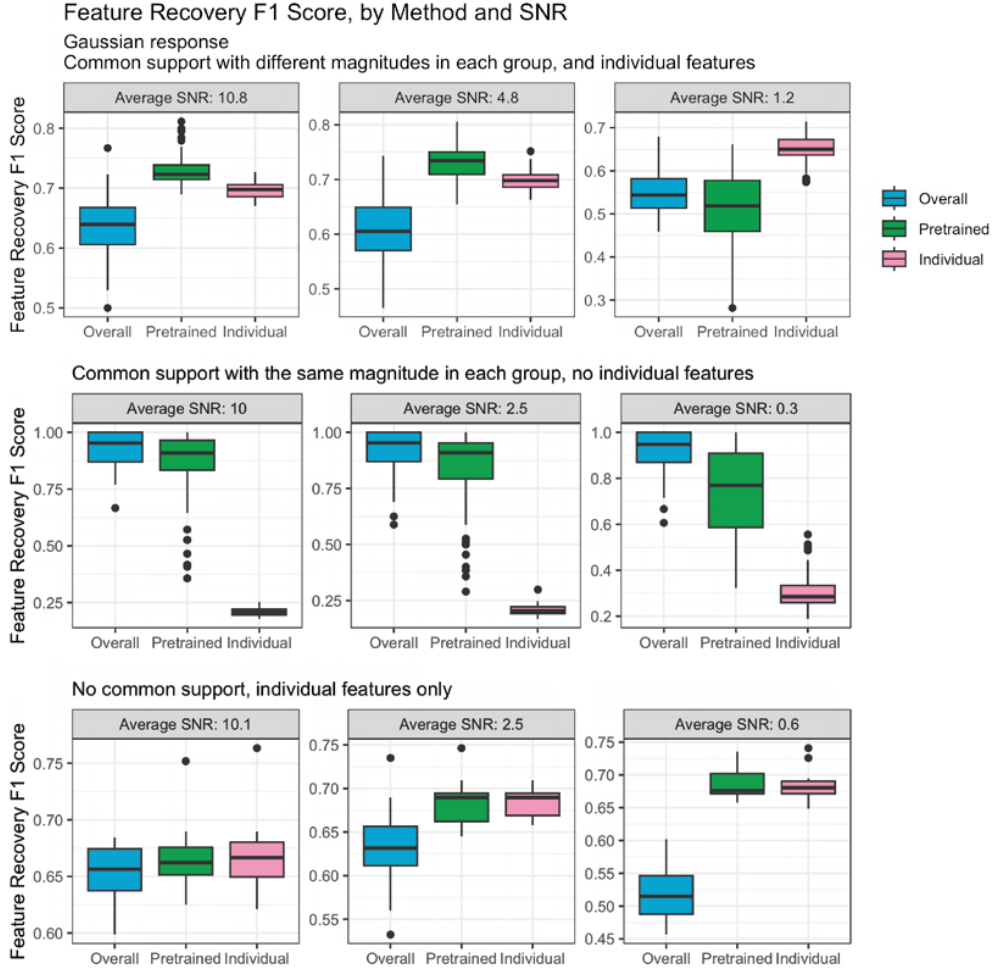 Feature Recovery F1 Score, by Method and SNR
Gaussian response
Common support with different magnitudes in each group, and individual features
Average SNR: 10.8
Average SNR: 4.8
Average SNR: 1.2
Feature Recovery F1 Score
0.8
0.7
0.6
0.5
0.8
0.7
0.6
0.5
0.7
0.6
0.5
0.4
0.3
Overall Pretrained Individual
Overall Pretrained Individual
Overall Pretrained Individual
Overall
Pretrained
Individual
Common support with the same magnitude in each group, no individual features
Average SNR: 10
Average SNR: 2.5
Average SNR: 0.3
Feature Recovery F1 Score
1.00
0.75
0.50
0.25
1.00
0.75
0.50
0.25
1.0
0.8
0.6
0.4
0.2
Overall Pretrained Individual
Overall Pretrained Individual
Overall Pretrained Individual
No common support, individual features only
Average SNR: 10.1
Average SNR: 2.5
Average SNR: 0.6
Feature Recovery F1 Score
0.75
0.70
0.65
0.60
0.75
0.70
0.65
0.60
0.55
0.75
0.70
0.65
0.60
0.55
0.50
0.45
Overall Pretrained Individual
Overall Pretrained Individual
Overall Pretrained Individual